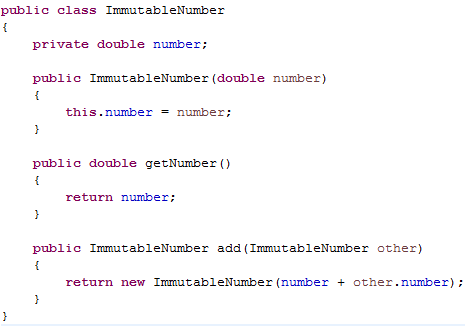 public class ImmutableNumber
{
    private double number;

    public ImmutableNumber(double number)
    {
        this.number = number;
    }

    public double getNumber()
    {
        return number;
    }

    public ImmutableNumber add(ImmutableNumber other)
    {
        return new ImmutableNumber(number + other.number);
    }
}